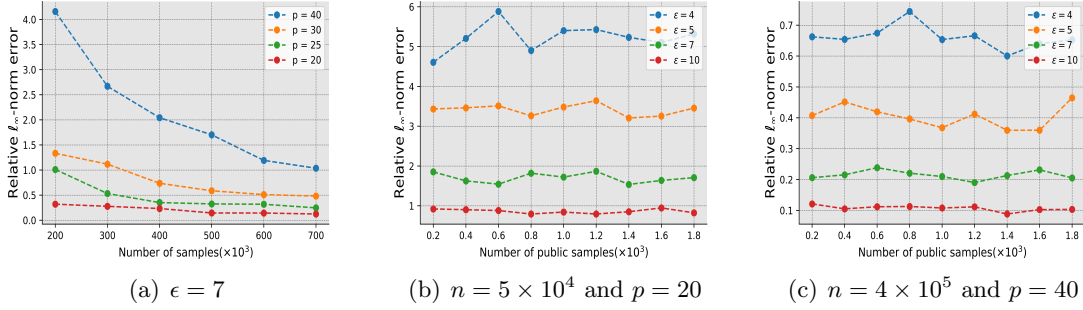 Relative ℓ∞-norm error
4.0
3.5
3.0
2.5
2.0
1.5
1.0
0.5
0.0
p = 40
p = 30
p = 25
p = 20
200 300 400 500 600 700
Number of samples(×10³)
(a) ϵ = 7
Relative ℓ∞-norm error
6
5
4
3
2
1
ε = 4
ε = 5
ε = 7
ε = 10
0.2 0.4 0.6 0.8 1.0 1.2 1.4 1.6 1.8
Number of public samples(×10³)
(b) n = 5 × 10⁴ and p = 20
Relative ℓ∞-norm error
0.7
0.6
0.5
0.4
0.3
0.2
0.1
ε = 4
ε = 5
ε = 7
ε = 10
0.2 0.4 0.6 0.8 1.0 1.2 1.4 1.6 1.8
Number of public samples(×10³)
(c) n = 4 × 10⁵ and p = 40